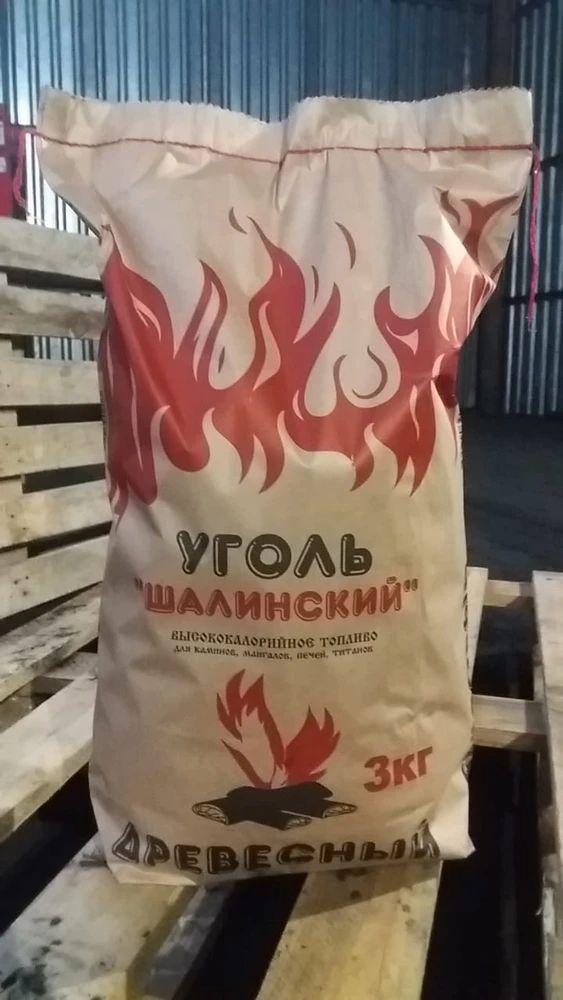 УГОЛЬ
"ШАЛИНСКИЙ"
ВЫСОКОКАЛОРИЙНОЕ ТОПЛИВО
ДЛЯ КАМИНОВ, МАНГАЛОВ, ПЕЧЕЙ, ТИТАНОВ
3КГ
ДРЕВЕСНЫЙ